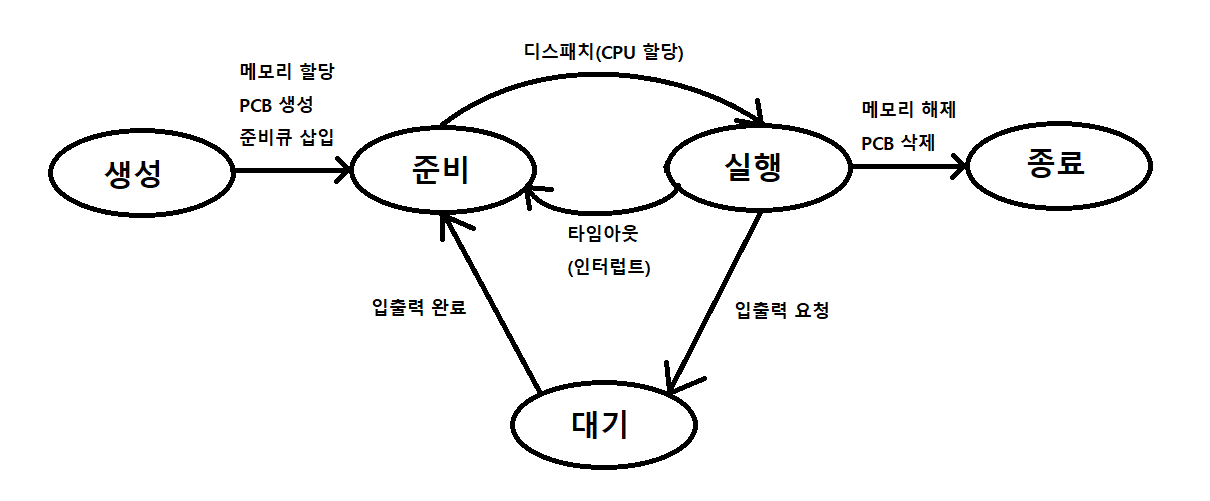 디스패치(CPU 할당)
메모리 할당
PCB 생성
준비큐 삽입
메모리 해제
PCB 삭제
생성
준비
실행
종료
타임아웃
(인터럽트)
입출력 완료
입출력 요청
대기